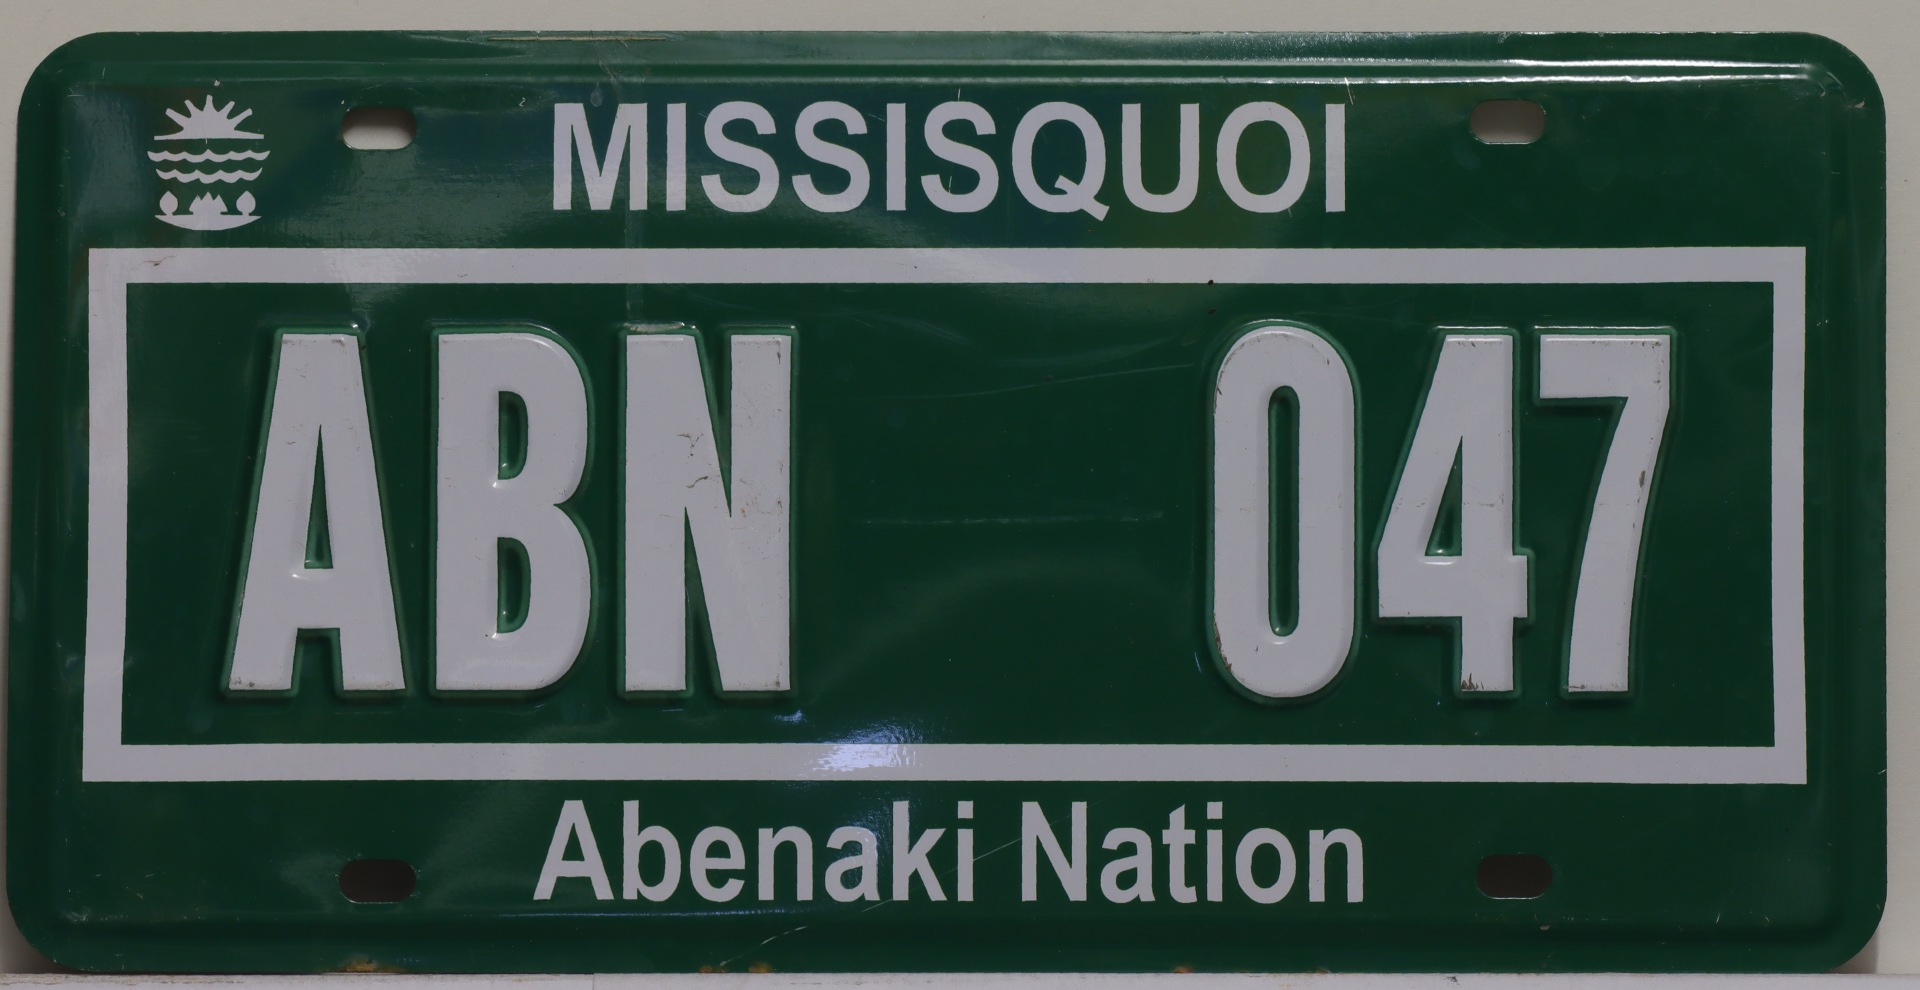 MISSISQUOI
ABN 047
Abenaki Nation